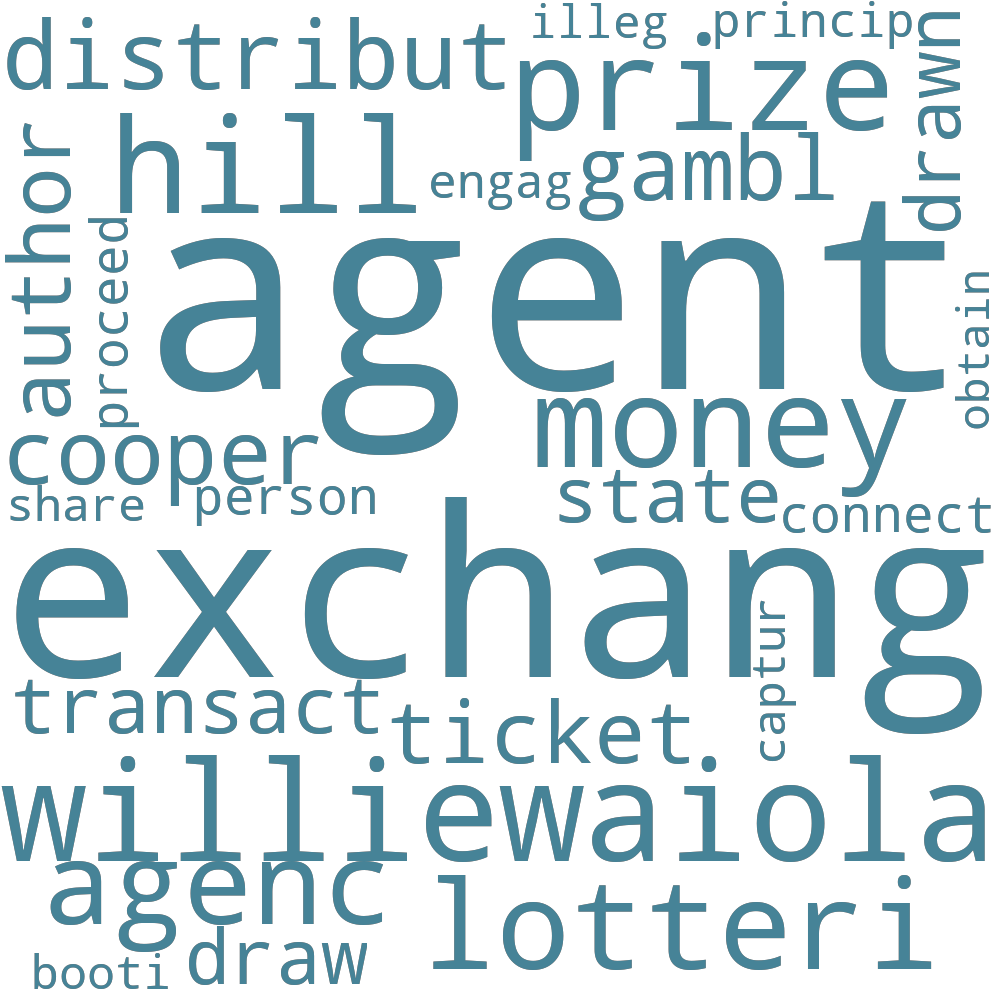 illeg
princip
distribut
prize
drawn
hill
author
engag
gambl
agent
proceed
obtain
money
cooper
share
person
state
connect
exchang
captur
transact
ticket
williewaiola
agenc
lotteri
draw
booti